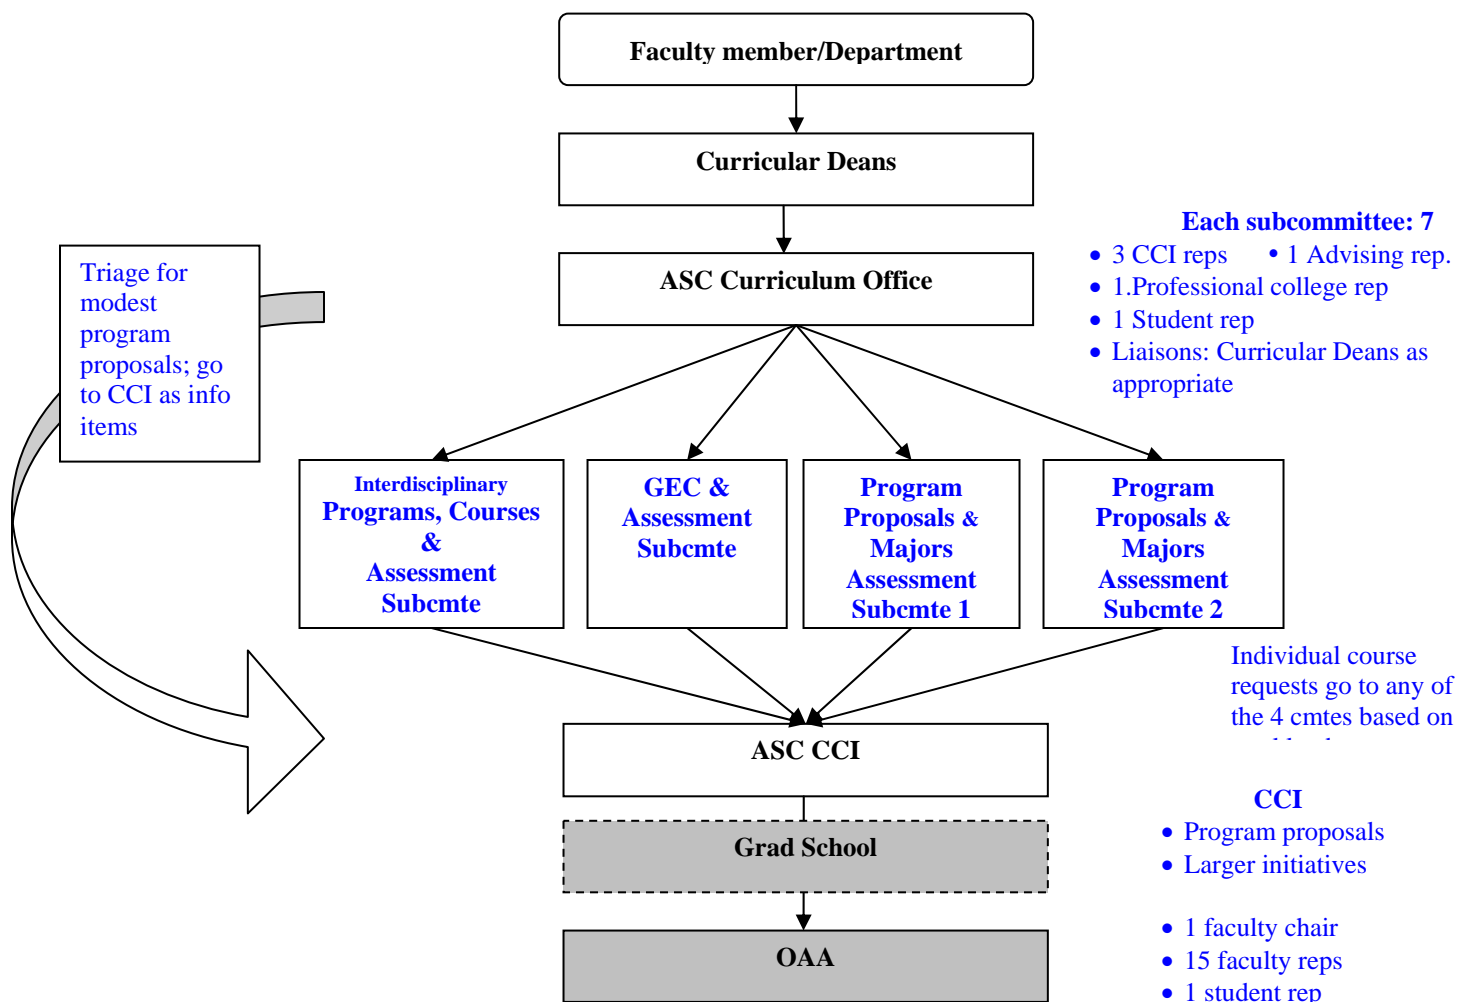 Faculty member/Department
Curricular Deans
ASC Curriculum Office
Each subcommittee: 7
• 3 CCI reps • 1 Advising rep.
• 1.Professional college rep
• 1 Student rep
• Liaisons: Curricular Deans as
appropriate
Triage for
modest
program
proposals; go
to CCI as info
items
Interdisciplinary
Programs, Courses
&
Assessment
Subcmte
GEC &
Assessment
Subcmte
Program
Proposals &
Majors
Assessment
Subcmte 1
Program
Proposals &
Majors
Assessment
Subcmte 2
Individual course
requests go to any of
the 4 cmtes based on
ASC CCI
Grad School
OAA
CCI
• Program proposals
• Larger initiatives
• 1 faculty chair
• 15 faculty reps
• 1 student rep